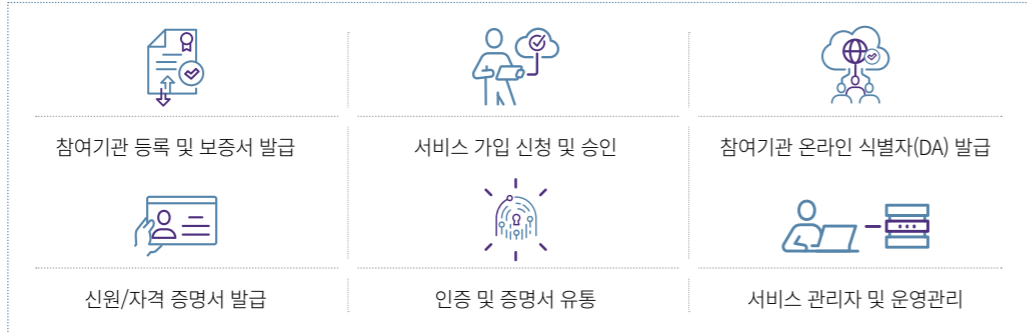 참여기관 등록 및 보증서 발급
서비스 가입 신청 및 승인
참여기관 온라인 식별자(DA) 발급
신원/자격 증명서 발급
인증 및 증명서 유통
서비스 관리자 및 운영관리